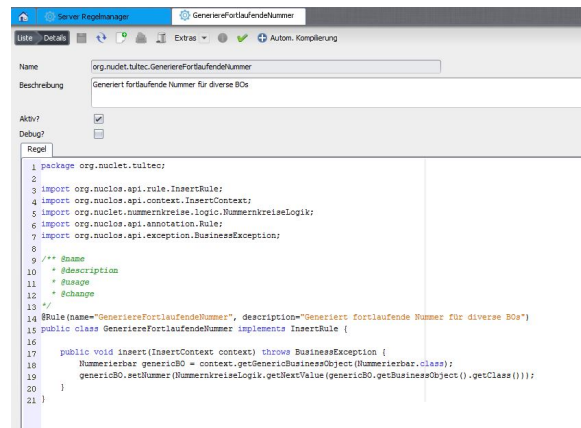 Server Regelmanager
GeneriereFortlaufendeNummer
Liste Details Extras Autom. Kompilierung
Name org.nuclet.tultec.GeneriereFortlaufendeNummer
Beschreibung Generiert fortlaufende Nummer für diverse BOs
Aktiv?
Debug?
Regel
1 package org.nuclet.tultec;
2
3 import org.nuclos.api.rule.InsertRule;
4 import org.nuclos.api.context.InsertContext;
5 import org.nuclet.nummernkreise.logic.NummernkreiseLogik;
6 import org.nuclos.api.annotation.Rule;
7 import org.nuclos.api.exception.BusinessException;
8
9 /** @name
10 * @description
11 * @usage
12 * @change
13 */
14 @Rule(name="GeneriereFortlaufendeNummer", description="Generiert fortlaufende Nummer für diverse BOs")
15 public class GeneriereFortlaufendeNummer implements InsertRule {
16
17 public void insert(InsertContext context) throws BusinessException {
18 Nummerierbar genericBO = context.getGenericBusinessObject(Nummerierbar.class);
19 genericBO.setNummer(NummernkreiseLogik.getNextValue(genericBO.getBusinessObject().getClass()));
20 }
21 }